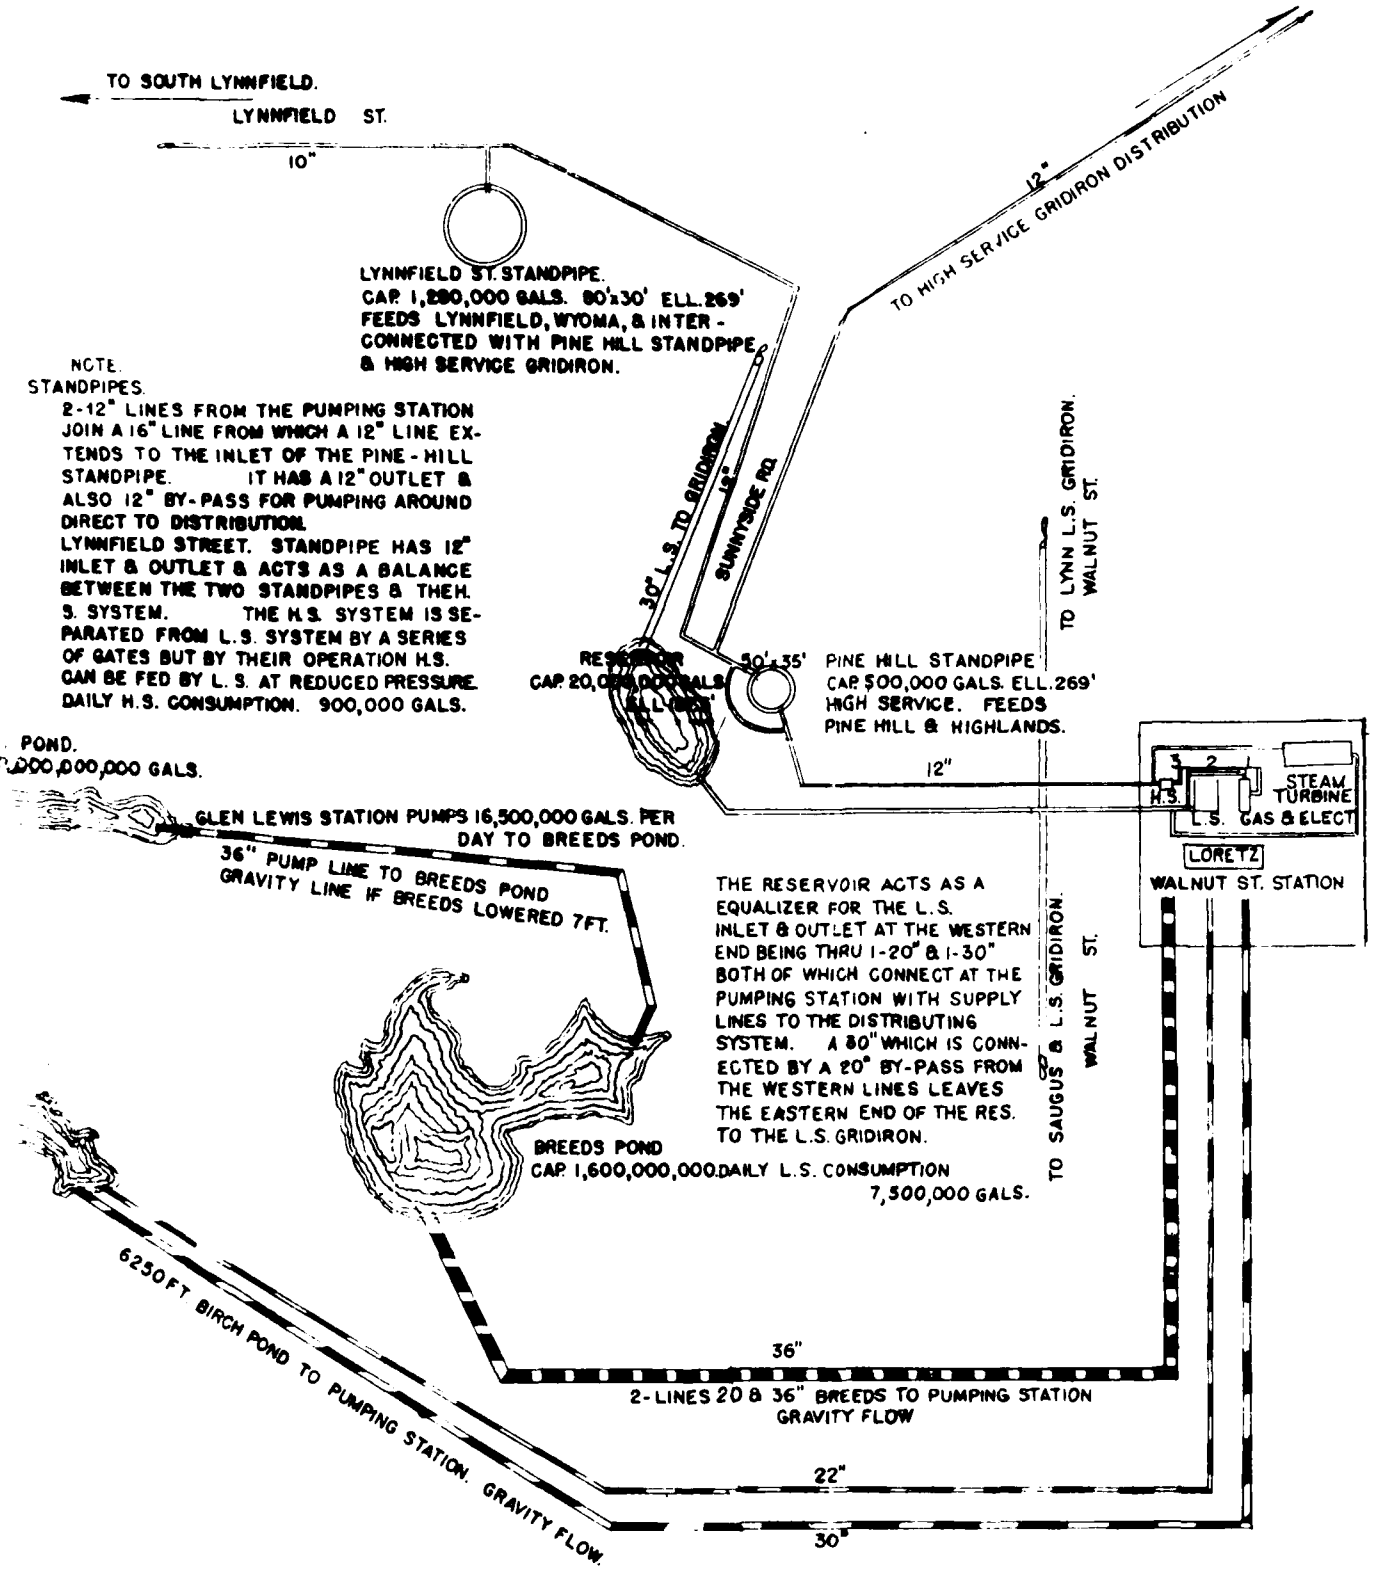 TO SOUTH LYNNFIELD.
LYNNFIELD ST.
10"
12"
TO HIGH SERVICE GRIDIRON DISTRIBUTION
LYNNFIELD ST. STANDPIPE.
CAP. 1,280,000 GALS. 80'x30' ELL. 269'
FEEDS LYNNFIELD, WYOMA, & INTER-
CONNECTED WITH PINE HILL STANDPIPE
& HIGH SERVICE GRIDIRON.
NOTE.
STANDPIPES.
2-12" LINES FROM THE PUMPING STATION
JOIN A 16" LINE FROM WHICH A 12" LINE EX-
TENDS TO THE INLET OF THE PINE-HILL
STANDPIPE. IT HAS A 12" OUTLET &
ALSO 12" BY-PASS FOR PUMPING AROUND
DIRECT TO DISTRIBUTION.
LYNNFIELD STREET. STANDPIPE HAS 12"
INLET & OUTLET & ACTS AS A BALANCE
BETWEEN THE TWO STANDPIPES & THE H.
S. SYSTEM. THE H.S. SYSTEM IS SE-
PARATED FROM L.S. SYSTEM BY A SERIES
OF GATES BUT BY THEIR OPERATION H.S.
CAN BE FED BY L.S. AT REDUCED PRESSURE.
DAILY H.S. CONSUMPTION. 900,000 GALS.
30" L.S. TO GRIDIRON.
12"
SUNNYSIDE RD.
TO LYNN L.S. GRIDIRON.
WALNUT ST.
RESERVOIR
CAP. 20,000,000 GALS.
ELL.
50'x35'
PINE HILL STANDPIPE
CAP. 500,000 GALS. ELL. 269'
HIGH SERVICE. FEEDS
PINE HILL & HIGHLANDS.
12"
3 2 1
H.S.
L.S.
STEAM
TURBINE
GAS & ELECT
LORETZ
WALNUT ST. STATION
POND.
,000,000,000 GALS.
GLEN LEWIS STATION PUMPS 16,500,000 GALS. PER
DAY TO BREEDS POND.
36" PUMP LINE TO BREEDS POND
GRAVITY LINE IF BREEDS LOWERED 7FT.
THE RESERVOIR ACTS AS A
EQUALIZER FOR THE L.S.
INLET & OUTLET AT THE WESTERN
END BEING THRU 1-20" & 1-30"
BOTH OF WHICH CONNECT AT THE
PUMPING STATION WITH SUPPLY
LINES TO THE DISTRIBUTING
SYSTEM. A 30" WHICH IS CONN-
ECTED BY A 20" BY-PASS FROM
THE WESTERN LINES LEAVES
THE EASTERN END OF THE RES.
TO THE L.S. GRIDIRON.
DAILY L.S. CONSUMPTION
7,500,000 GALS.
TO SAUGUS & L.S. GRIDIRON.
WALNUT ST.
BREEDS POND
CAP. 1,600,000,000.
6250 FT. BIRCH POND TO PUMPING STATION. GRAVITY FLOW.
36"
2-LINES 20 & 36" BREEDS TO PUMPING STATION
GRAVITY FLOW
22"
30"